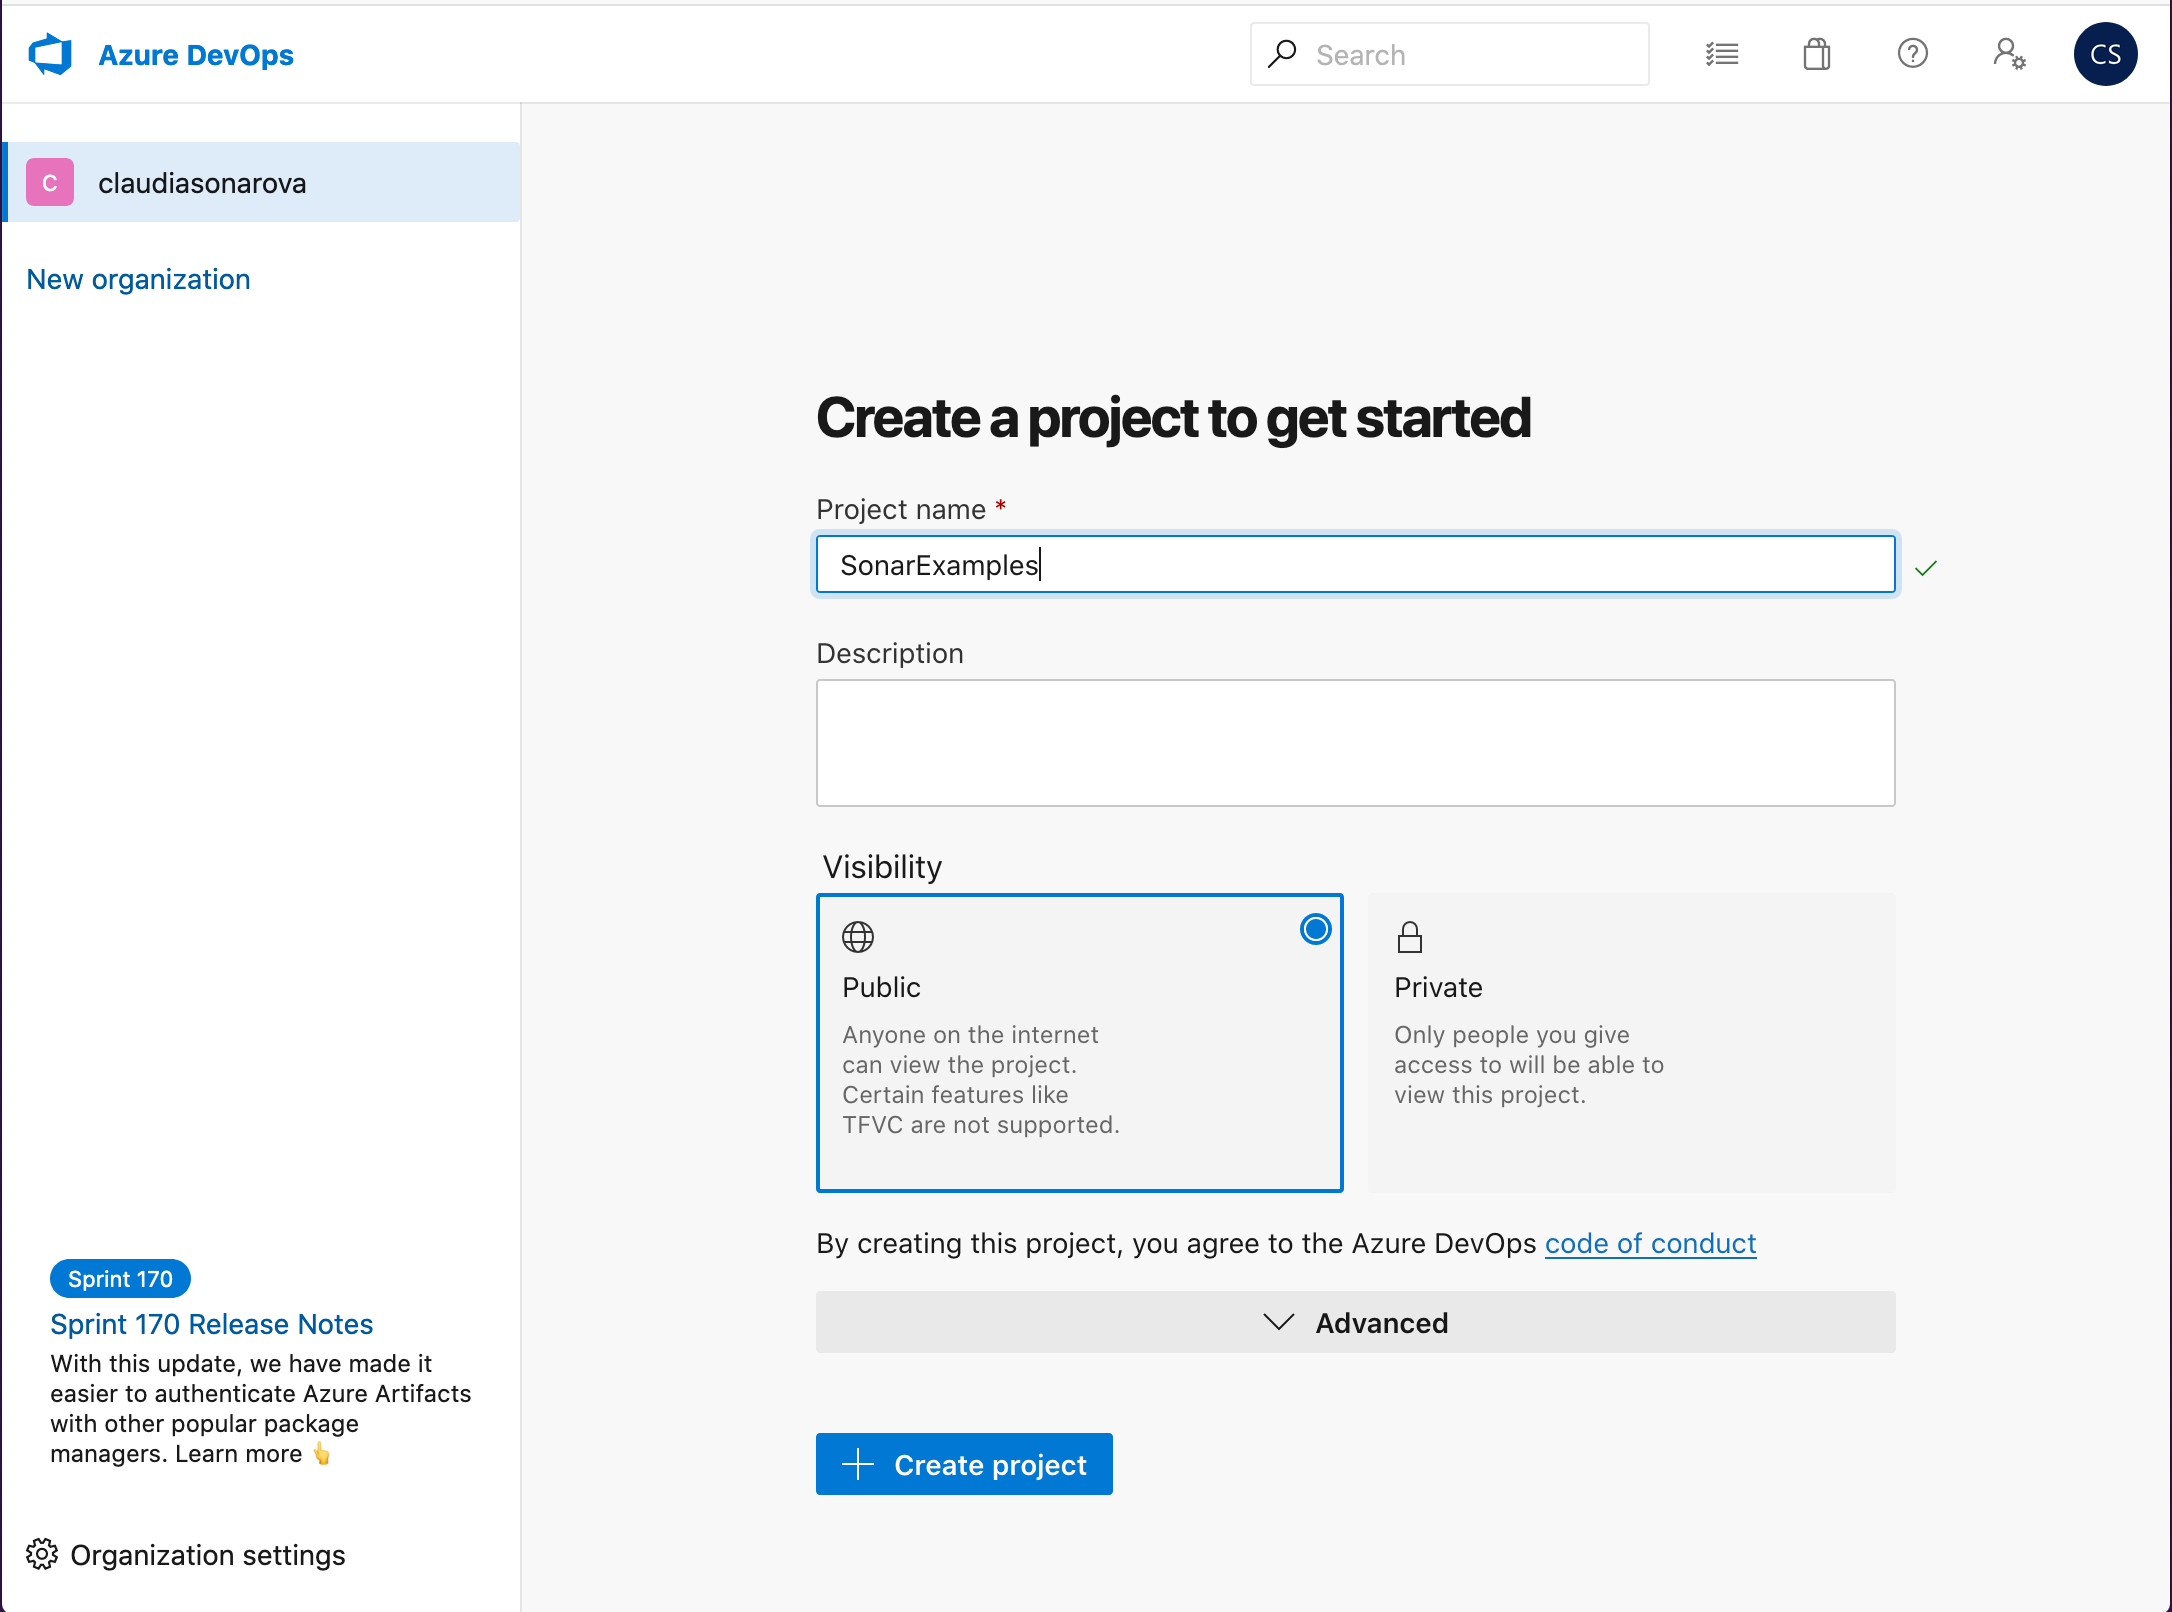 Azure DevOps
Search
CS
C
claudiasonarova
New organization
Create a project to get started
Project name *
SonarExamples
Description
Visibility
Public
Anyone on the internet
can view the project.
Certain features like
TFVC are not supported.
Private
Only people you give
access to will be able to
view this project.
By creating this project, you agree to the Azure DevOps code of conduct
Advanced
Create project
Sprint 170
Sprint 170 Release Notes
With this update, we have made it
easier to authenticate Azure Artifacts
with other popular package
managers. Learn more 👆
Organization settings